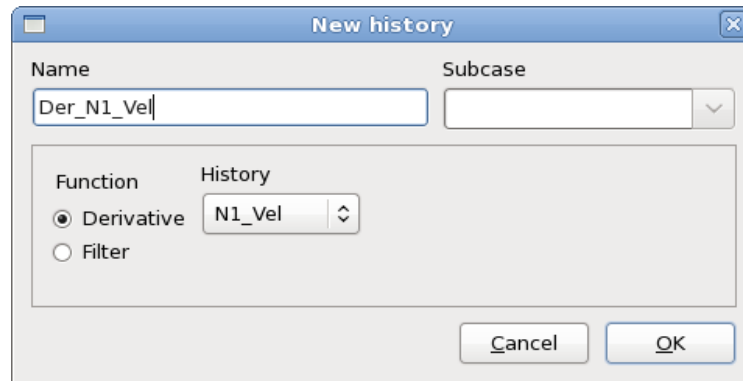 New history
Name
Subcase
Der_N1_Vel
Function
History
Derivative
N1_Vel
Filter
Cancel
OK